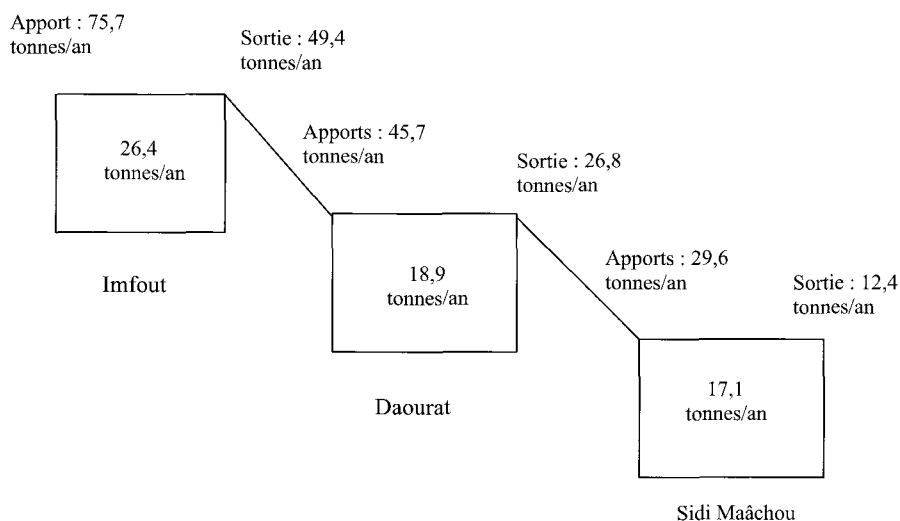 Apport : 75,7
tonnes/an
Sortie : 49,4
tonnes/an
26,4
tonnes/an
Imfout
Apports : 45,7
tonnes/an
Sortie : 26,8
tonnes/an
18,9
tonnes/an
Daourat
Apports : 29,6
tonnes/an
Sortie : 12,4
tonnes/an
17,1
tonnes/an
Sidi Maâchou